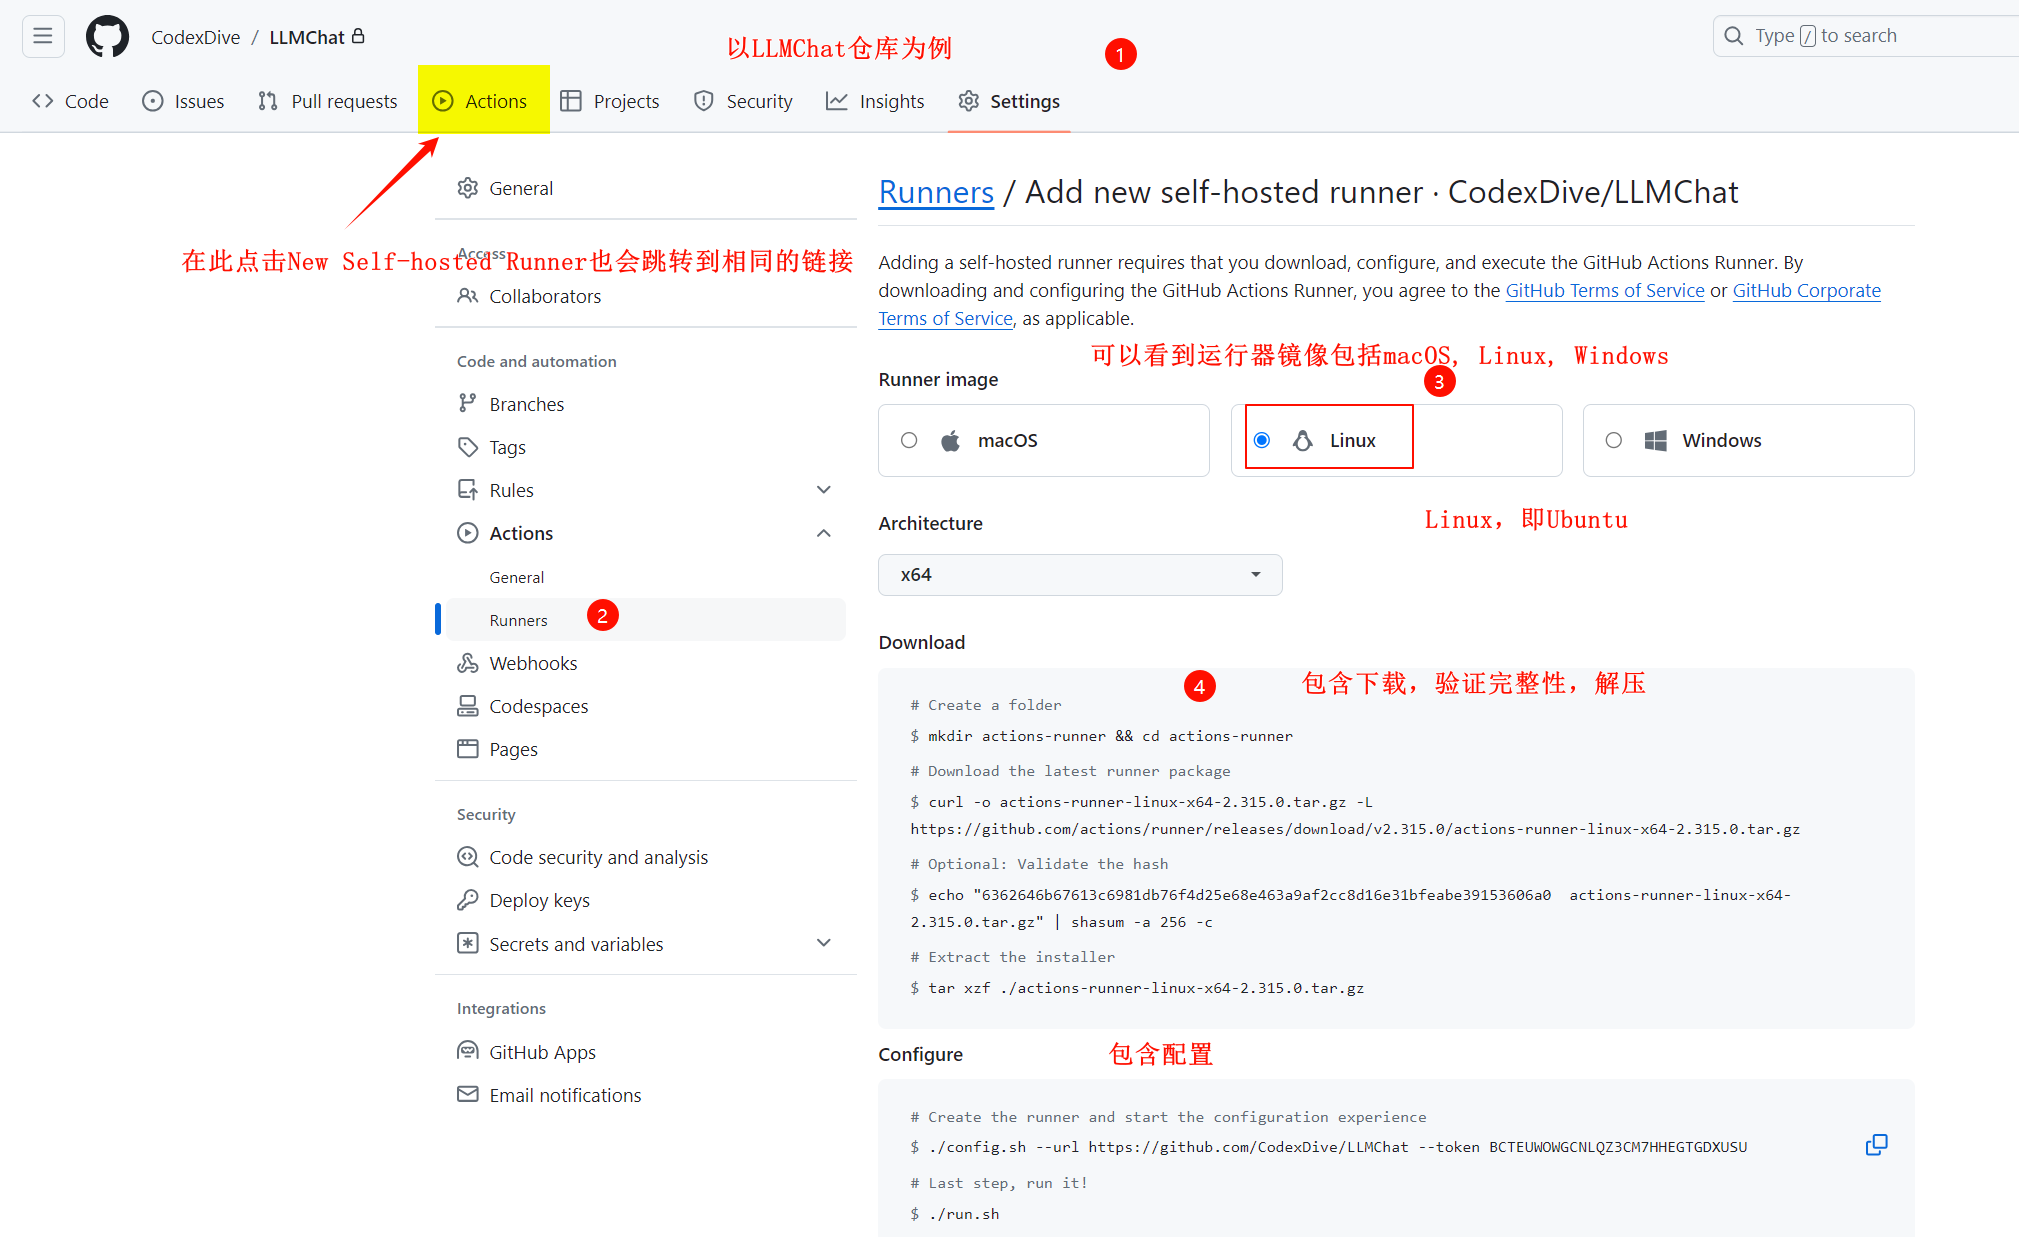 CodexDive / LLMChat
以LLMChat仓库为例
1
Type / to search
Code
Issues
Pull requests
Actions
Projects
Security
Insights
Settings
在此点击New Self-hosted Runner也会跳转到相同的链接
General
Access
Collaborators
Code and automation
Branches
Tags
Rules
Actions
General
Runners
2
Webhooks
Codespaces
Pages
Security
Code security and analysis
Deploy keys
Secrets and variables
Integrations
GitHub Apps
Email notifications
Runners / Add new self-hosted runner · CodexDive/LLMChat
Adding a self-hosted runner requires that you download, configure, and execute the GitHub Actions Runner. By
downloading and configuring the GitHub Actions Runner, you agree to the GitHub Terms of Service or GitHub Corporate
Terms of Service, as applicable.
可以看到运行器镜像包括macOS, Linux, Windows
Runner image
3
macOS
Linux
Windows
Linux，即Ubuntu
Architecture
x64
Download
4
包含下载，验证完整性，解压
# Create a folder
$ mkdir actions-runner && cd actions-runner
# Download the latest runner package
$ curl -o actions-runner-linux-x64-2.315.0.tar.gz -L
https://github.com/actions/runner/releases/download/v2.315.0/actions-runner-linux-x64-2.315.0.tar.gz
# Optional: Validate the hash
$ echo "6362646b67613c6981db76f4d25e68e463a9af2cc8d16e31bfeabe39153606a0  actions-runner-linux-x64-
2.315.0.tar.gz" | shasum -a 256 -c
# Extract the installer
$ tar xzf ./actions-runner-linux-x64-2.315.0.tar.gz
Configure
包含配置
# Create the runner and start the configuration experience
$ ./config.sh --url https://github.com/CodexDive/LLMChat --token BCTEUWOWGCNLQZ3CM7HHEGTGDXUSU
# Last step, run it!
$ ./run.sh